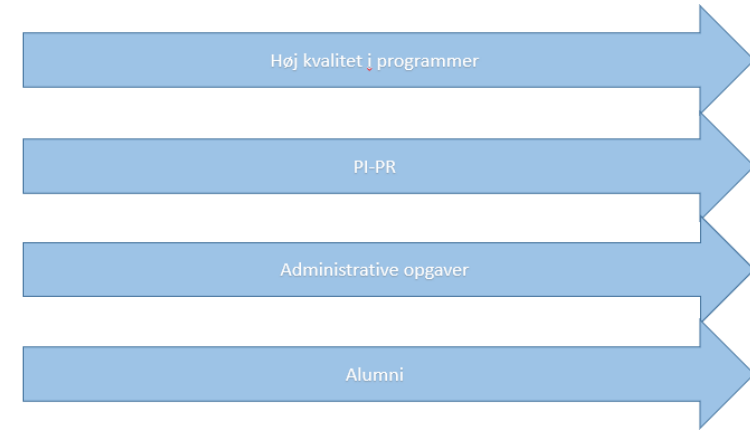 Høj kvalitet i programmer
PI-PR
Administrative opgaver
Alumni